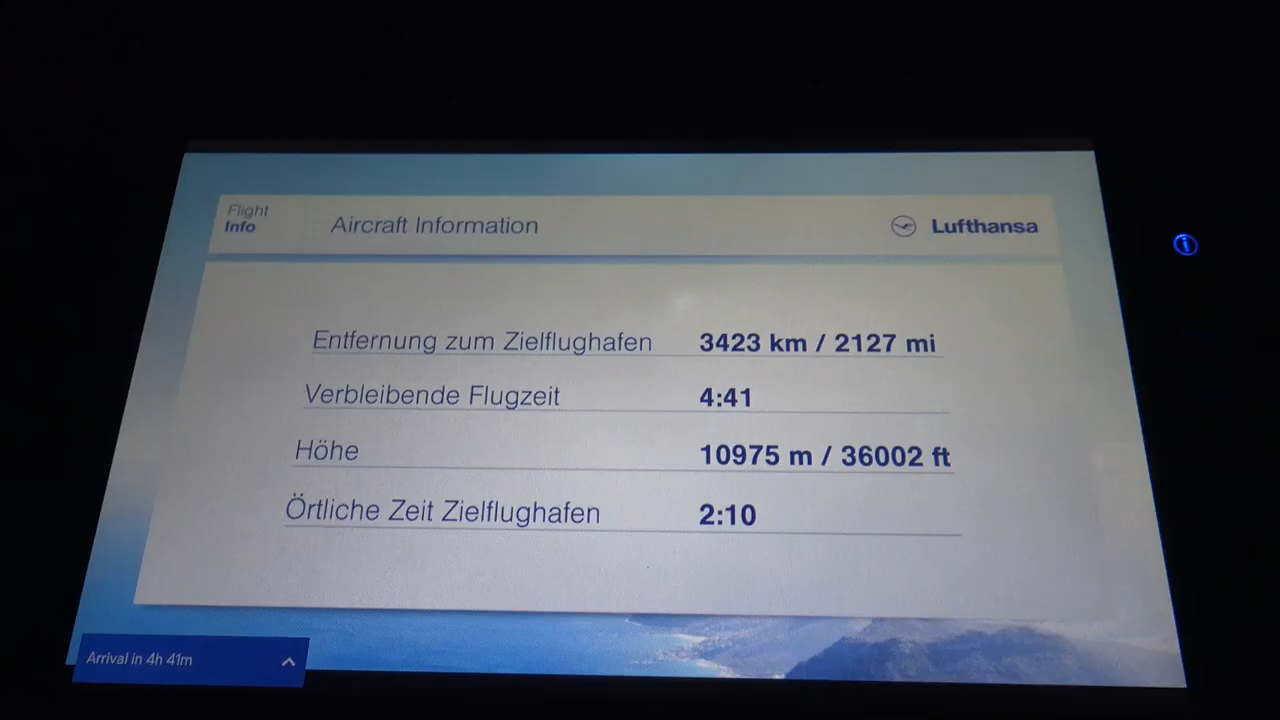 Flight
Info
Aircraft Information
Lufthansa
Entfernung zum Zielflughafen 3423 km / 2127 mi
Verbleibende Flugzeit 4:41
Höhe 10975 m / 36002 ft
Örtliche Zeit Zielflughafen 2:10
Arrival in 4h 41m